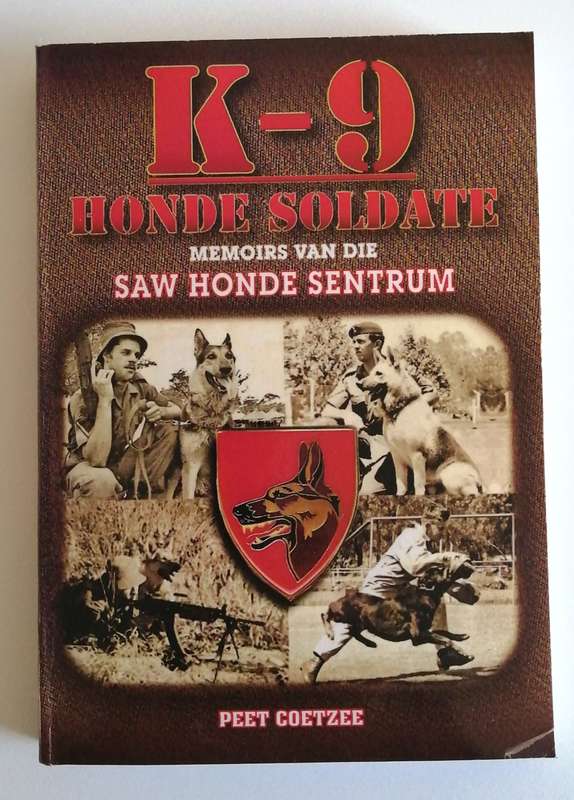 K-9
HONDE SOLDATE
MEMOIRS VAN DIE
SAW HONDE SENTRUM
PEET COETZEE